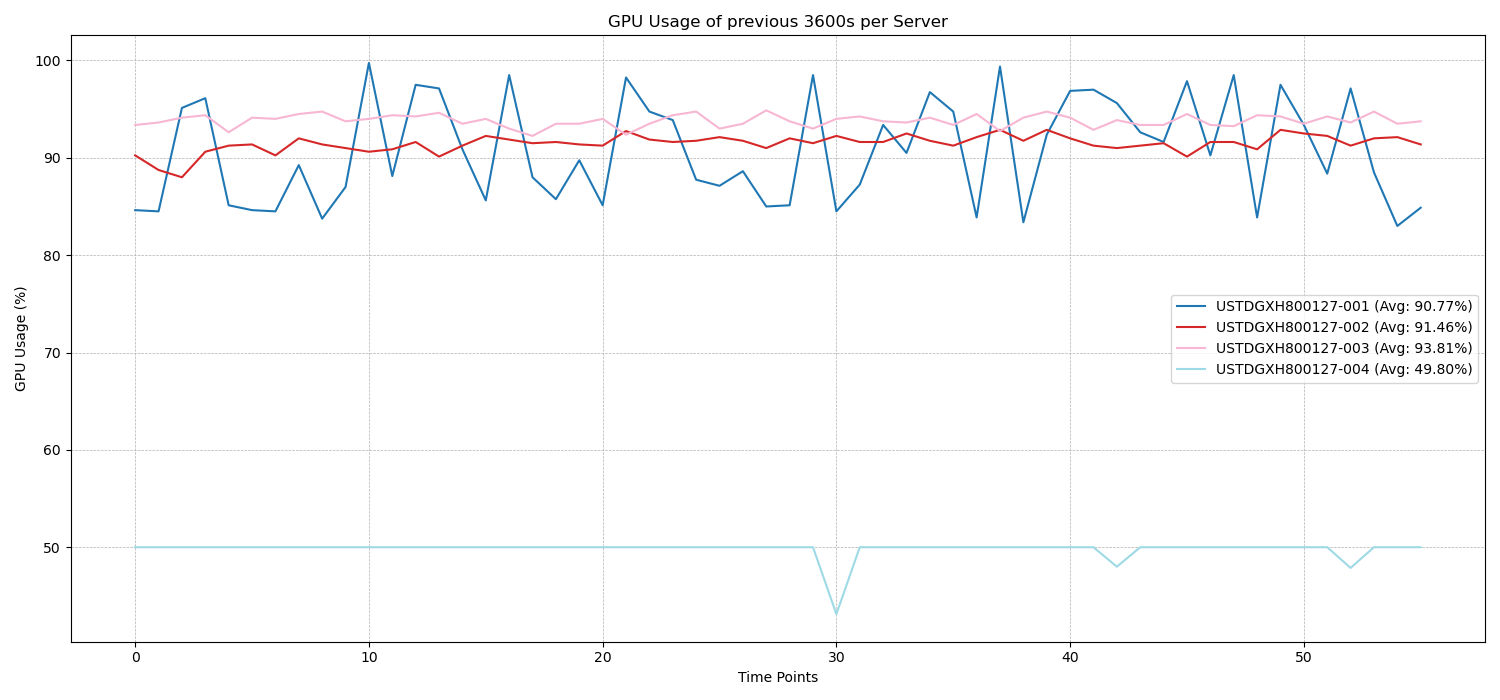 GPU Usage of previous 3600s per Server
GPU Usage (%)
100
90
80
70
60
50
USTDGXH800127-001 (Avg: 90.77%)
USTDGXH800127-002 (Avg: 91.46%)
USTDGXH800127-003 (Avg: 93.81%)
USTDGXH800127-004 (Avg: 49.80%)
0 10 20 30 40 50
Time Points